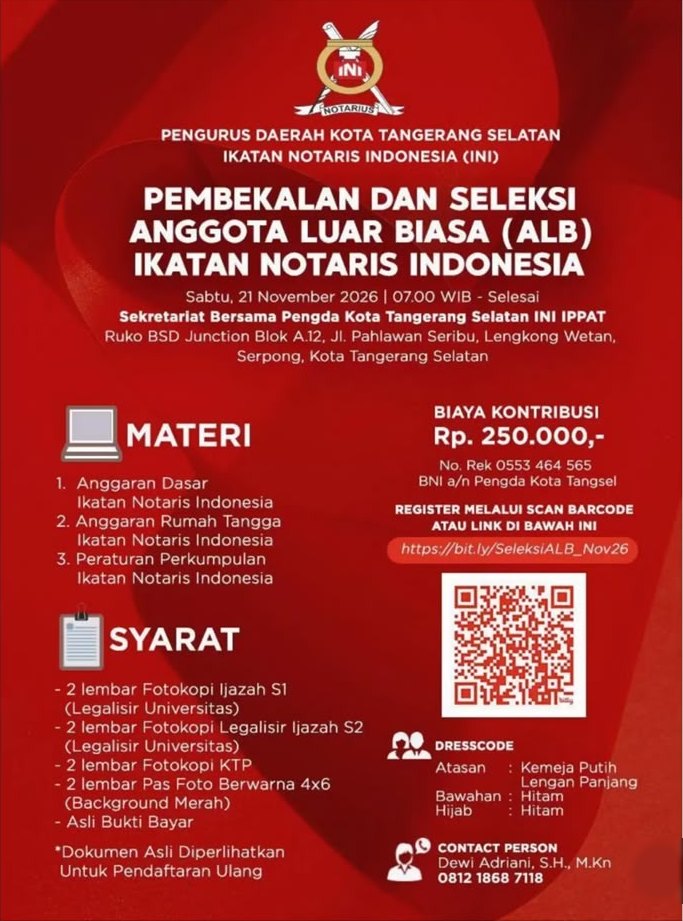 INI
NOTARIUS
PENGURUS DAERAH KOTA TANGERANG SELATAN
IKATAN NOTARIS INDONESIA (INI)
PEMBEKALAN DAN SELEKSI
ANGGOTA LUAR BIASA (ALB)
IKATAN NOTARIS INDONESIA
Sabtu, 21 November 2026 | 07.00 WIB - Selesai
Sekretariat Bersama Pengda Kota Tangerang Selatan INI IPPAT
Ruko BSD Junction Blok A.12, Jl. Pahlawan Seribu, Lengkong Wetan,
Serpong, Kota Tangerang Selatan
MATERI
1. Anggaran Dasar
Ikatan Notaris Indonesia
2. Anggaran Rumah Tangga
Ikatan Notaris Indonesia
3. Peraturan Perkumpulan
Ikatan Notaris Indonesia
SYARAT
- 2 lembar Fotokopi Ijazah S1
(Legalisir Universitas)
- 2 lembar Fotokopi Legalisir Ijazah S2
(Legalisir Universitas)
- 2 lembar Fotokopi KTP
- 2 lembar Pas Foto Berwarna 4x6
(Background Merah)
- Asli Bukti Bayar
*Dokumen Asli Diperlihatkan
Untuk Pendaftaran Ulang
BIAYA KONTRIBUSI
Rp. 250.000,-
No. Rek 0553 464 565
BNI a/n Pengda Kota Tangsel
REGISTER MELALUI SCAN BARCODE
ATAU LINK DI BAWAH INI
https://bit.ly/SeleksiALB_Nov26
bitly
DRESSCODE
Atasan : Kemeja Putih
Lengan Panjang
Bawahan : Hitam
Hijab : Hitam
CONTACT PERSON
Dewi Adriani, S.H., M.Kn
0812 1868 7118